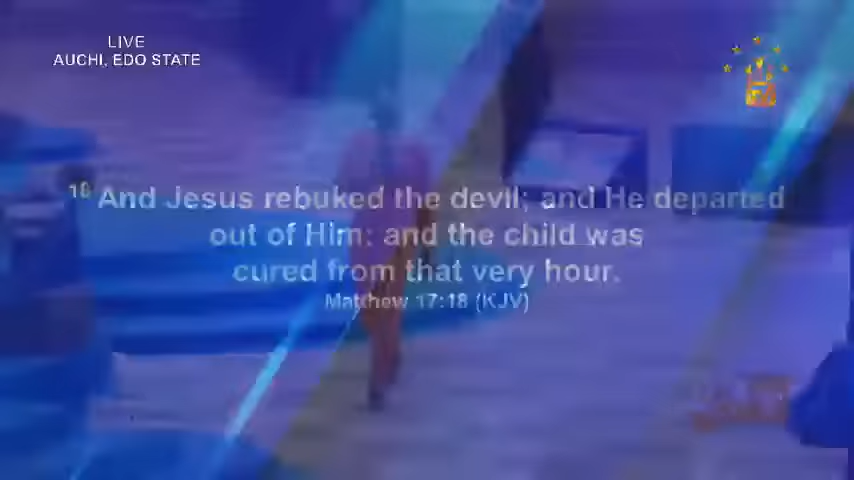 LIVE
AUCHI, EDO STATE
18 And Jesus rebuked the devil; and He departed
out of Him: and the child was
cured from that very hour.
Matthew 17:18 (KJV)